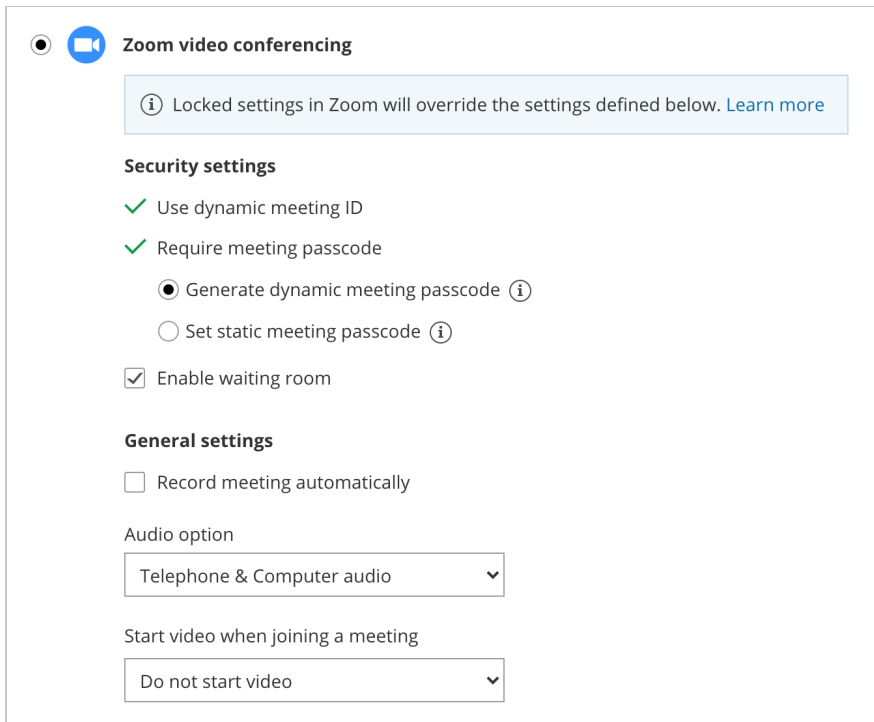 Zoom video conferencing
Locked settings in Zoom will override the settings defined below. Learn more
Security settings
Use dynamic meeting ID
Require meeting passcode
Generate dynamic meeting passcode
Set static meeting passcode
Enable waiting room
General settings
Record meeting automatically
Audio option
Telephone & Computer audio
Start video when joining a meeting
Do not start video